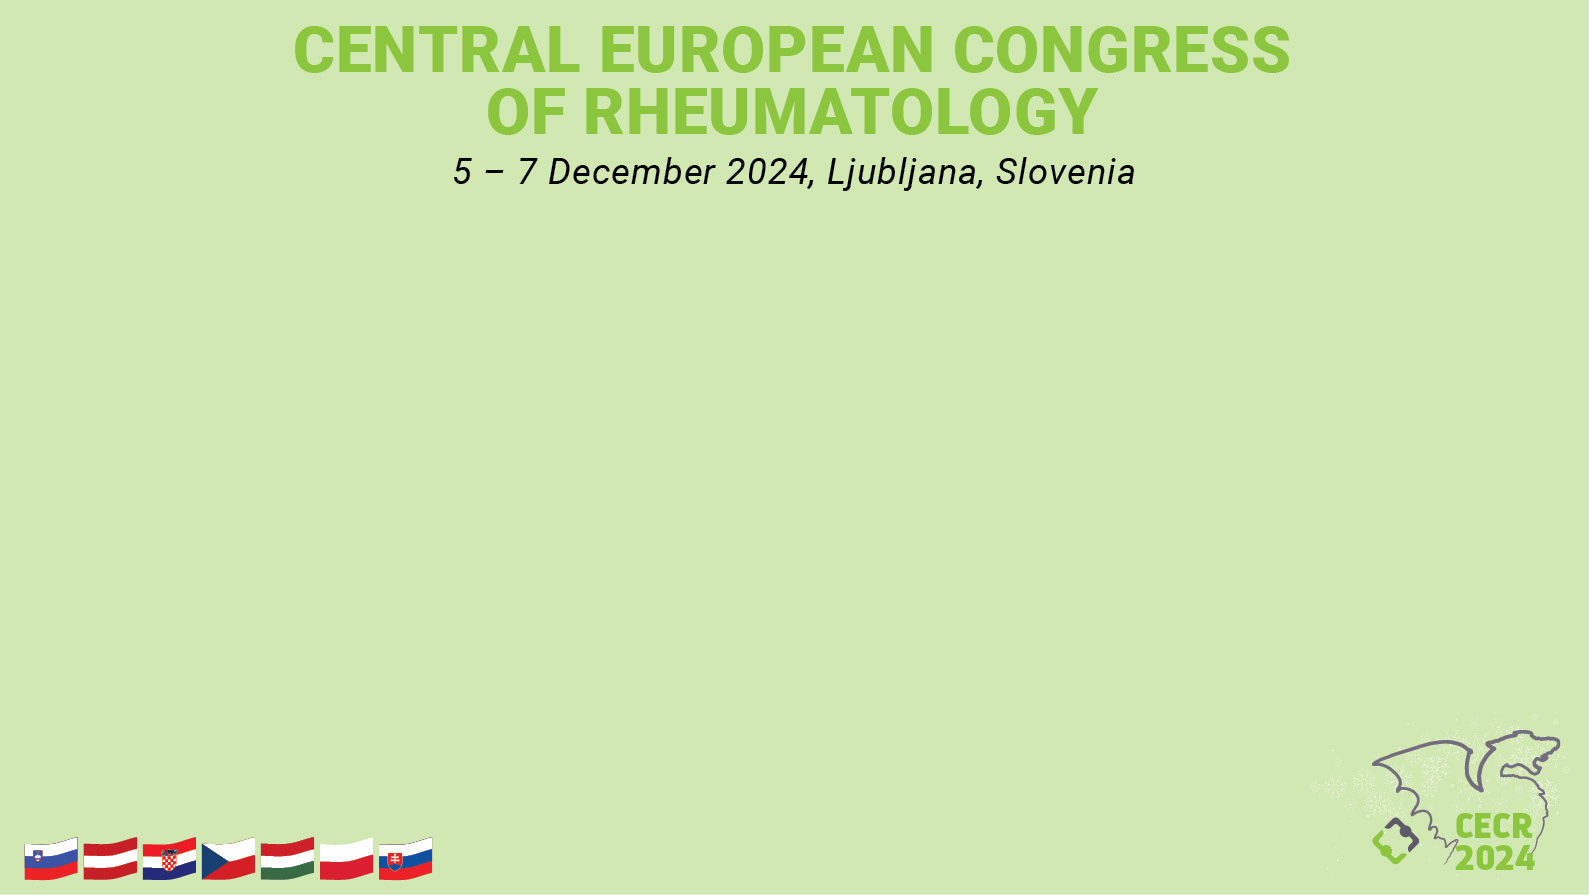 CENTRAL EUROPEAN CONGRESS
OF RHEUMATOLOGY
5 – 7 December 2024, Ljubljana, Slovenia
CECR
2024